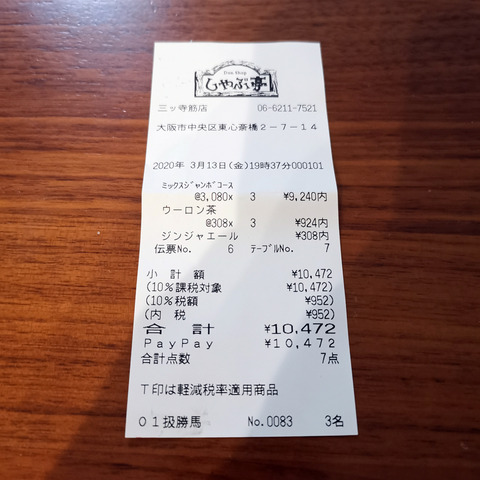 Don Shop
しゃぶ亭
三ッ寺筋店 06-6211-7521
大阪市中央区東心斎橋2-7-14
2020年 3月13日(金)19時37分000101
ﾐｯｸｽｼﾞｬﾝﾎﾞｺｰｽ
@3,080x 3 ¥9,240内
ウーロン茶
@308x 3 ¥924内
ジンジャエール ¥308内
伝票No. 6 ﾃｰﾌﾞﾙNo. 7
小計額 ¥10,472
(10%課税対象 ¥10,472)
(10%税額 ¥952)
(内 税 ¥952)
合計 ¥10,472
PayPay ¥10,472
合計点数 7点
T印は軽減税率適用商品
01扱勝馬 No.0083 3名